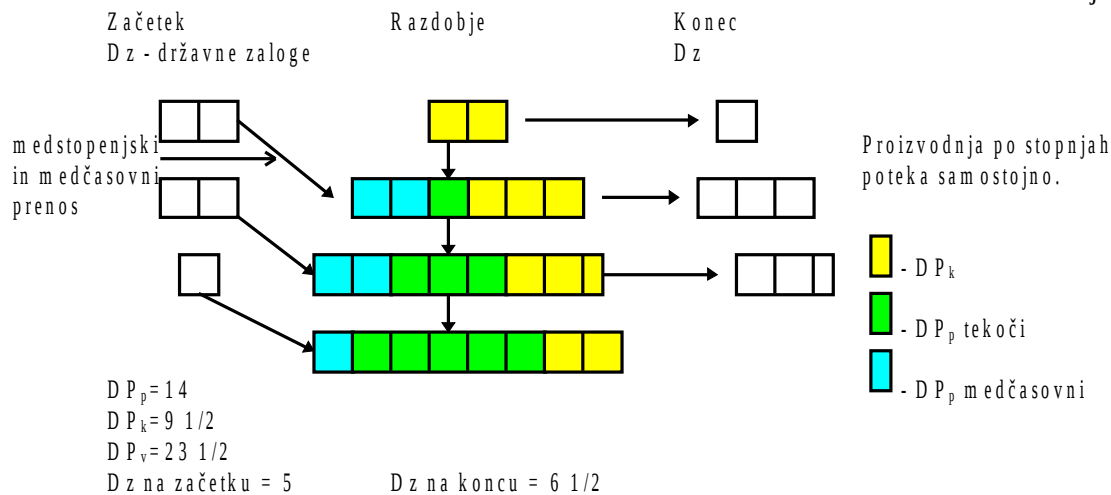 Začetek
Razdobje
Konec
Dz - državne zaloge
Dz
medstopenjski
in medčasovni
prenos
Proizvodnja po stopnjah
poteka samostojno.
- DPₖ
- DPₚ tekoči
- DPₚ medčasovni
DPₚ=14
DPₖ=9 1/2
DPᵥ=23 1/2
Dz na začetku = 5
Dz na koncu = 6 1/2